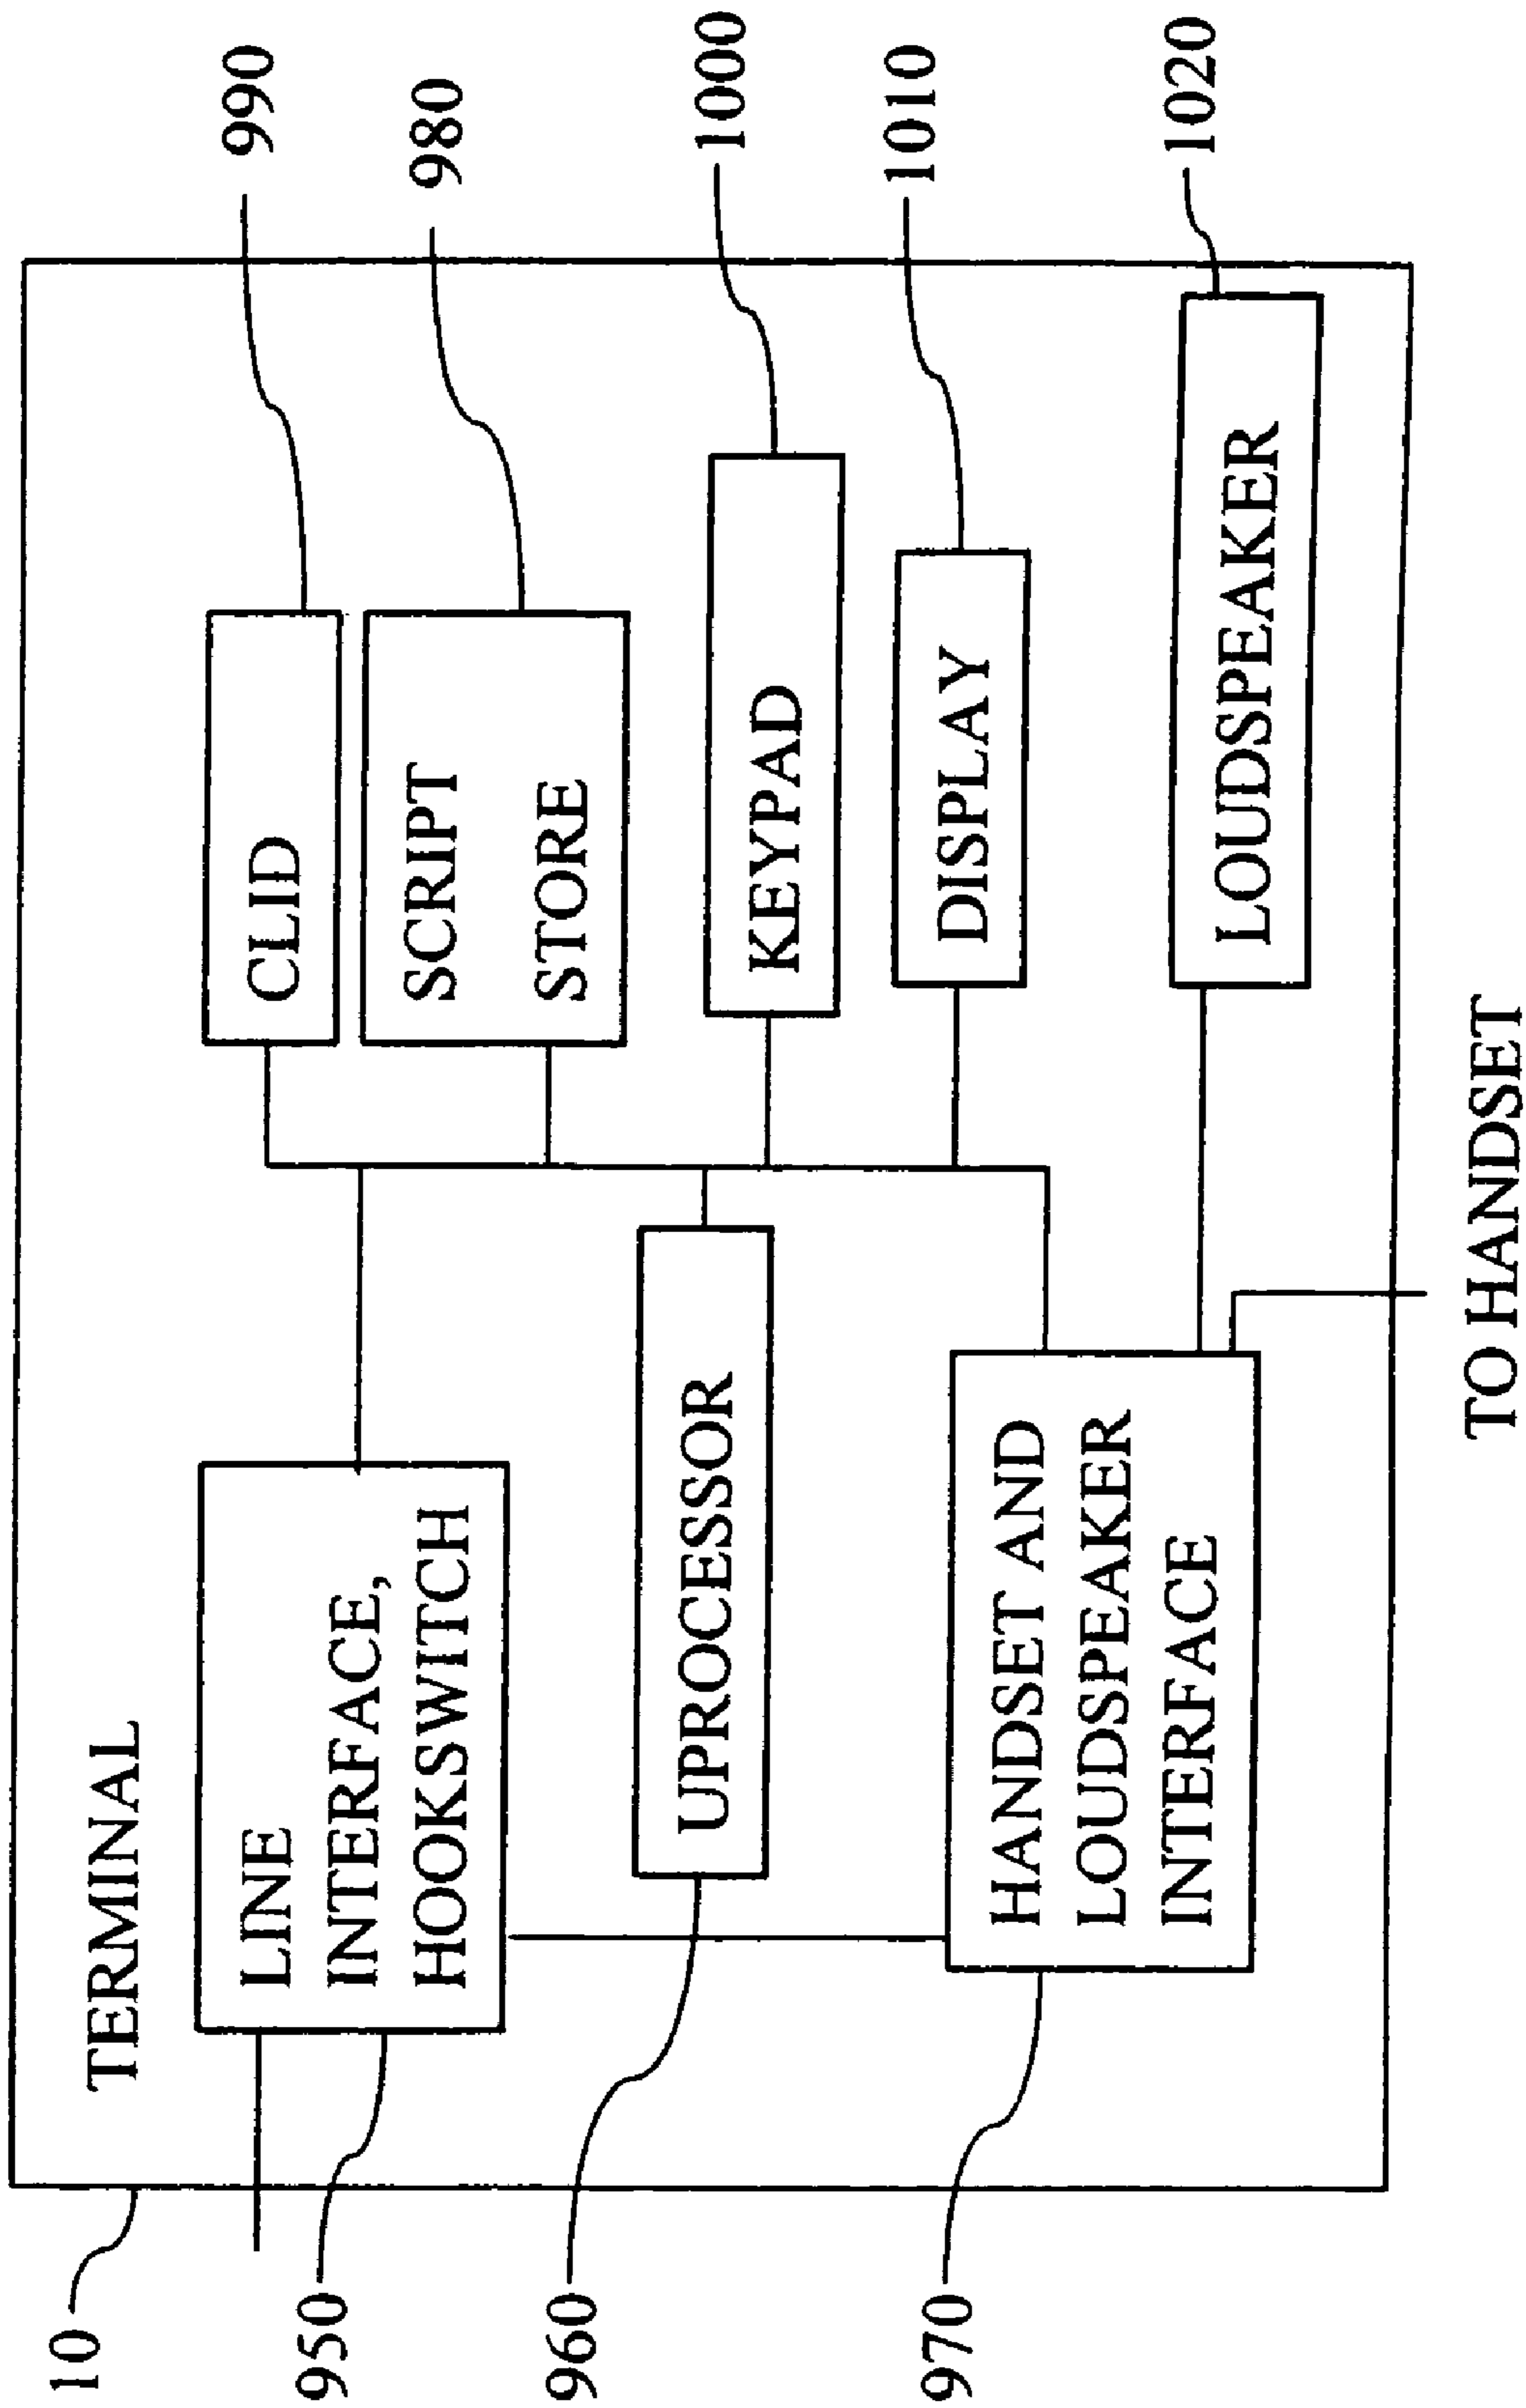 10
TERMINAL
950
LINE
INTERFACE,
HOOKSWITCH
960
UPROCESSOR
970
HANDSET AND
LOUDSPEAKER
INTERFACE
CLID
990
SCRIPT
STORE
980
KEYPAD
1000
DISPLAY
1010
LOUDSPEAKER
1020
TO HANDSET